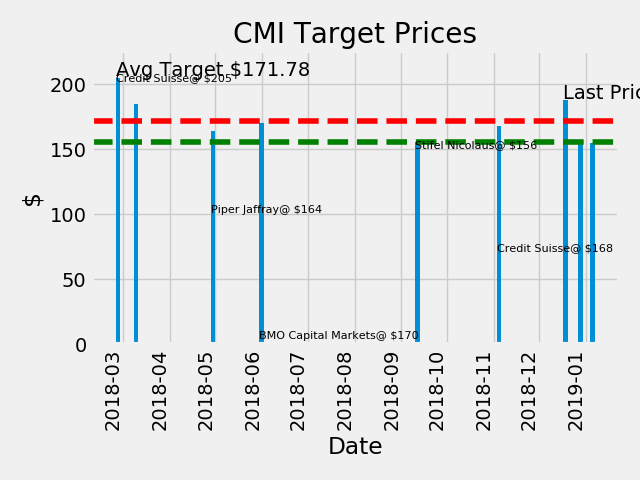 CMI Target Prices
Avg Target $171.78
Credit Suisse@ $205
Last Pric
Stifel Nicolaus@ $156
Piper Jaffray@ $164
Credit Suisse@ $168
BMO Capital Markets@ $170
$
200
150
100
50
0
2018-03
2018-04
2018-05
2018-06
2018-07
2018-08
2018-09
2018-10
2018-11
2018-12
2019-01
Date